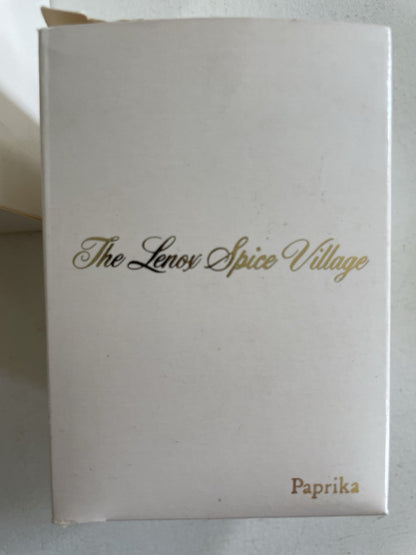 The Lenox Spice Village
Paprika